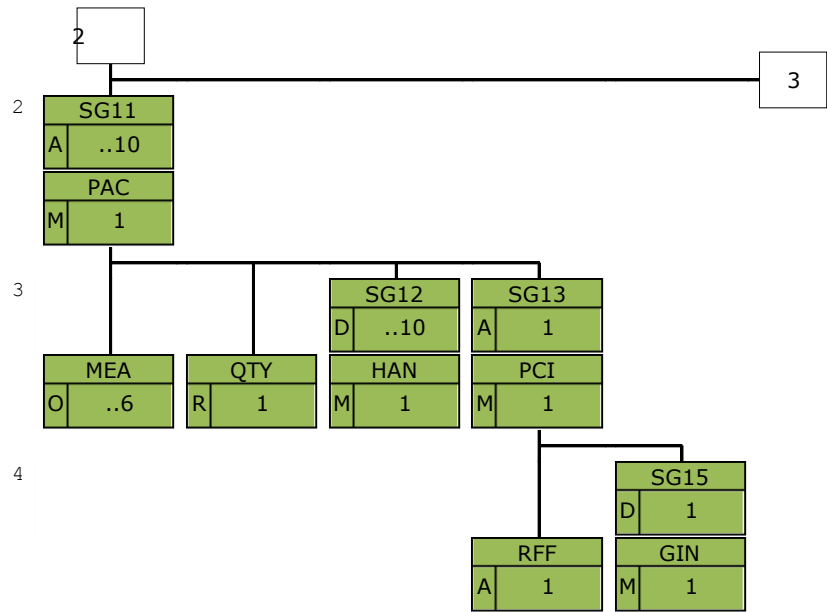 2
3
2 SG11
A ..10
PAC
M 1
3 SG12 SG13
D ..10 A 1
MEA QTY HAN PCI
O ..6 R 1 M 1 M 1
4 SG15
D 1
RFF GIN
A 1 M 1